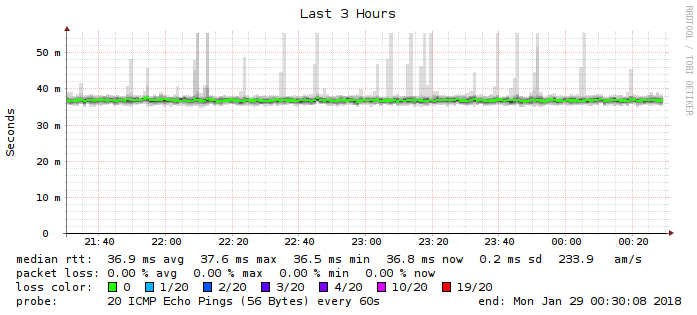 Last 3 Hours
RRDTOOL / TOBI OETIKER
Seconds
50 m
40 m
30 m
20 m
10 m
0
21:40 22:00 22:20 22:40 23:00 23:20 23:40 00:00 00:20
median rtt: 36.9 ms avg 37.6 ms max 36.5 ms min 36.8 ms now 0.2 ms sd 233.9 am/s
packet loss: 0.00 % avg 0.00 % max 0.00 % min 0.00 % now
loss color: 0 1/20 2/20 3/20 4/20 10/20 19/20
probe: 20 ICMP Echo Pings (56 Bytes) every 60s end: Mon Jan 29 00:30:08 2018